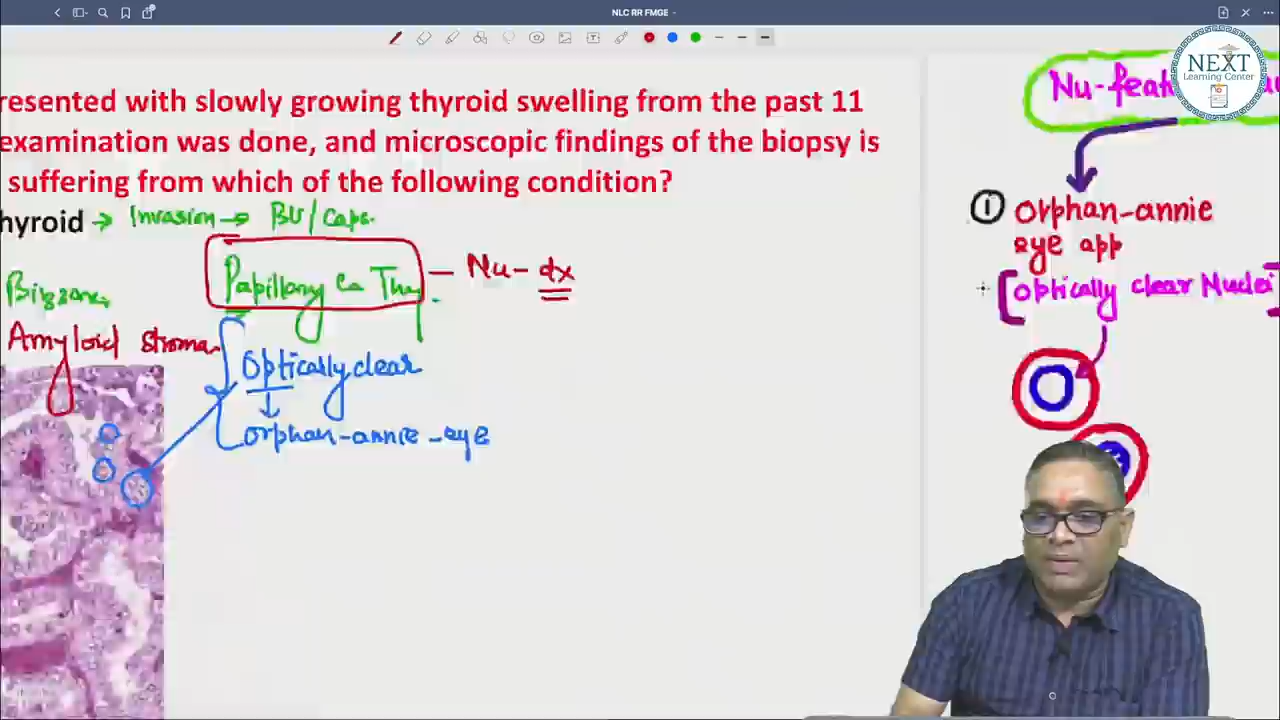 NLC RR FMGE
NEXT
Learning Center
resented with slowly growing thyroid swelling from the past 11
examination was done, and microscopic findings of the biopsy is
suffering from which of the following condition?
hyroid → Invasion → BV/Caps.
Papillary Ca Thy. — Nu- dx
Amyloid stroma
Optically clear
↓
orphan-annie-eye
Nu-feat
① Orphan-annie
eye app
[Optically clear Nuclei]